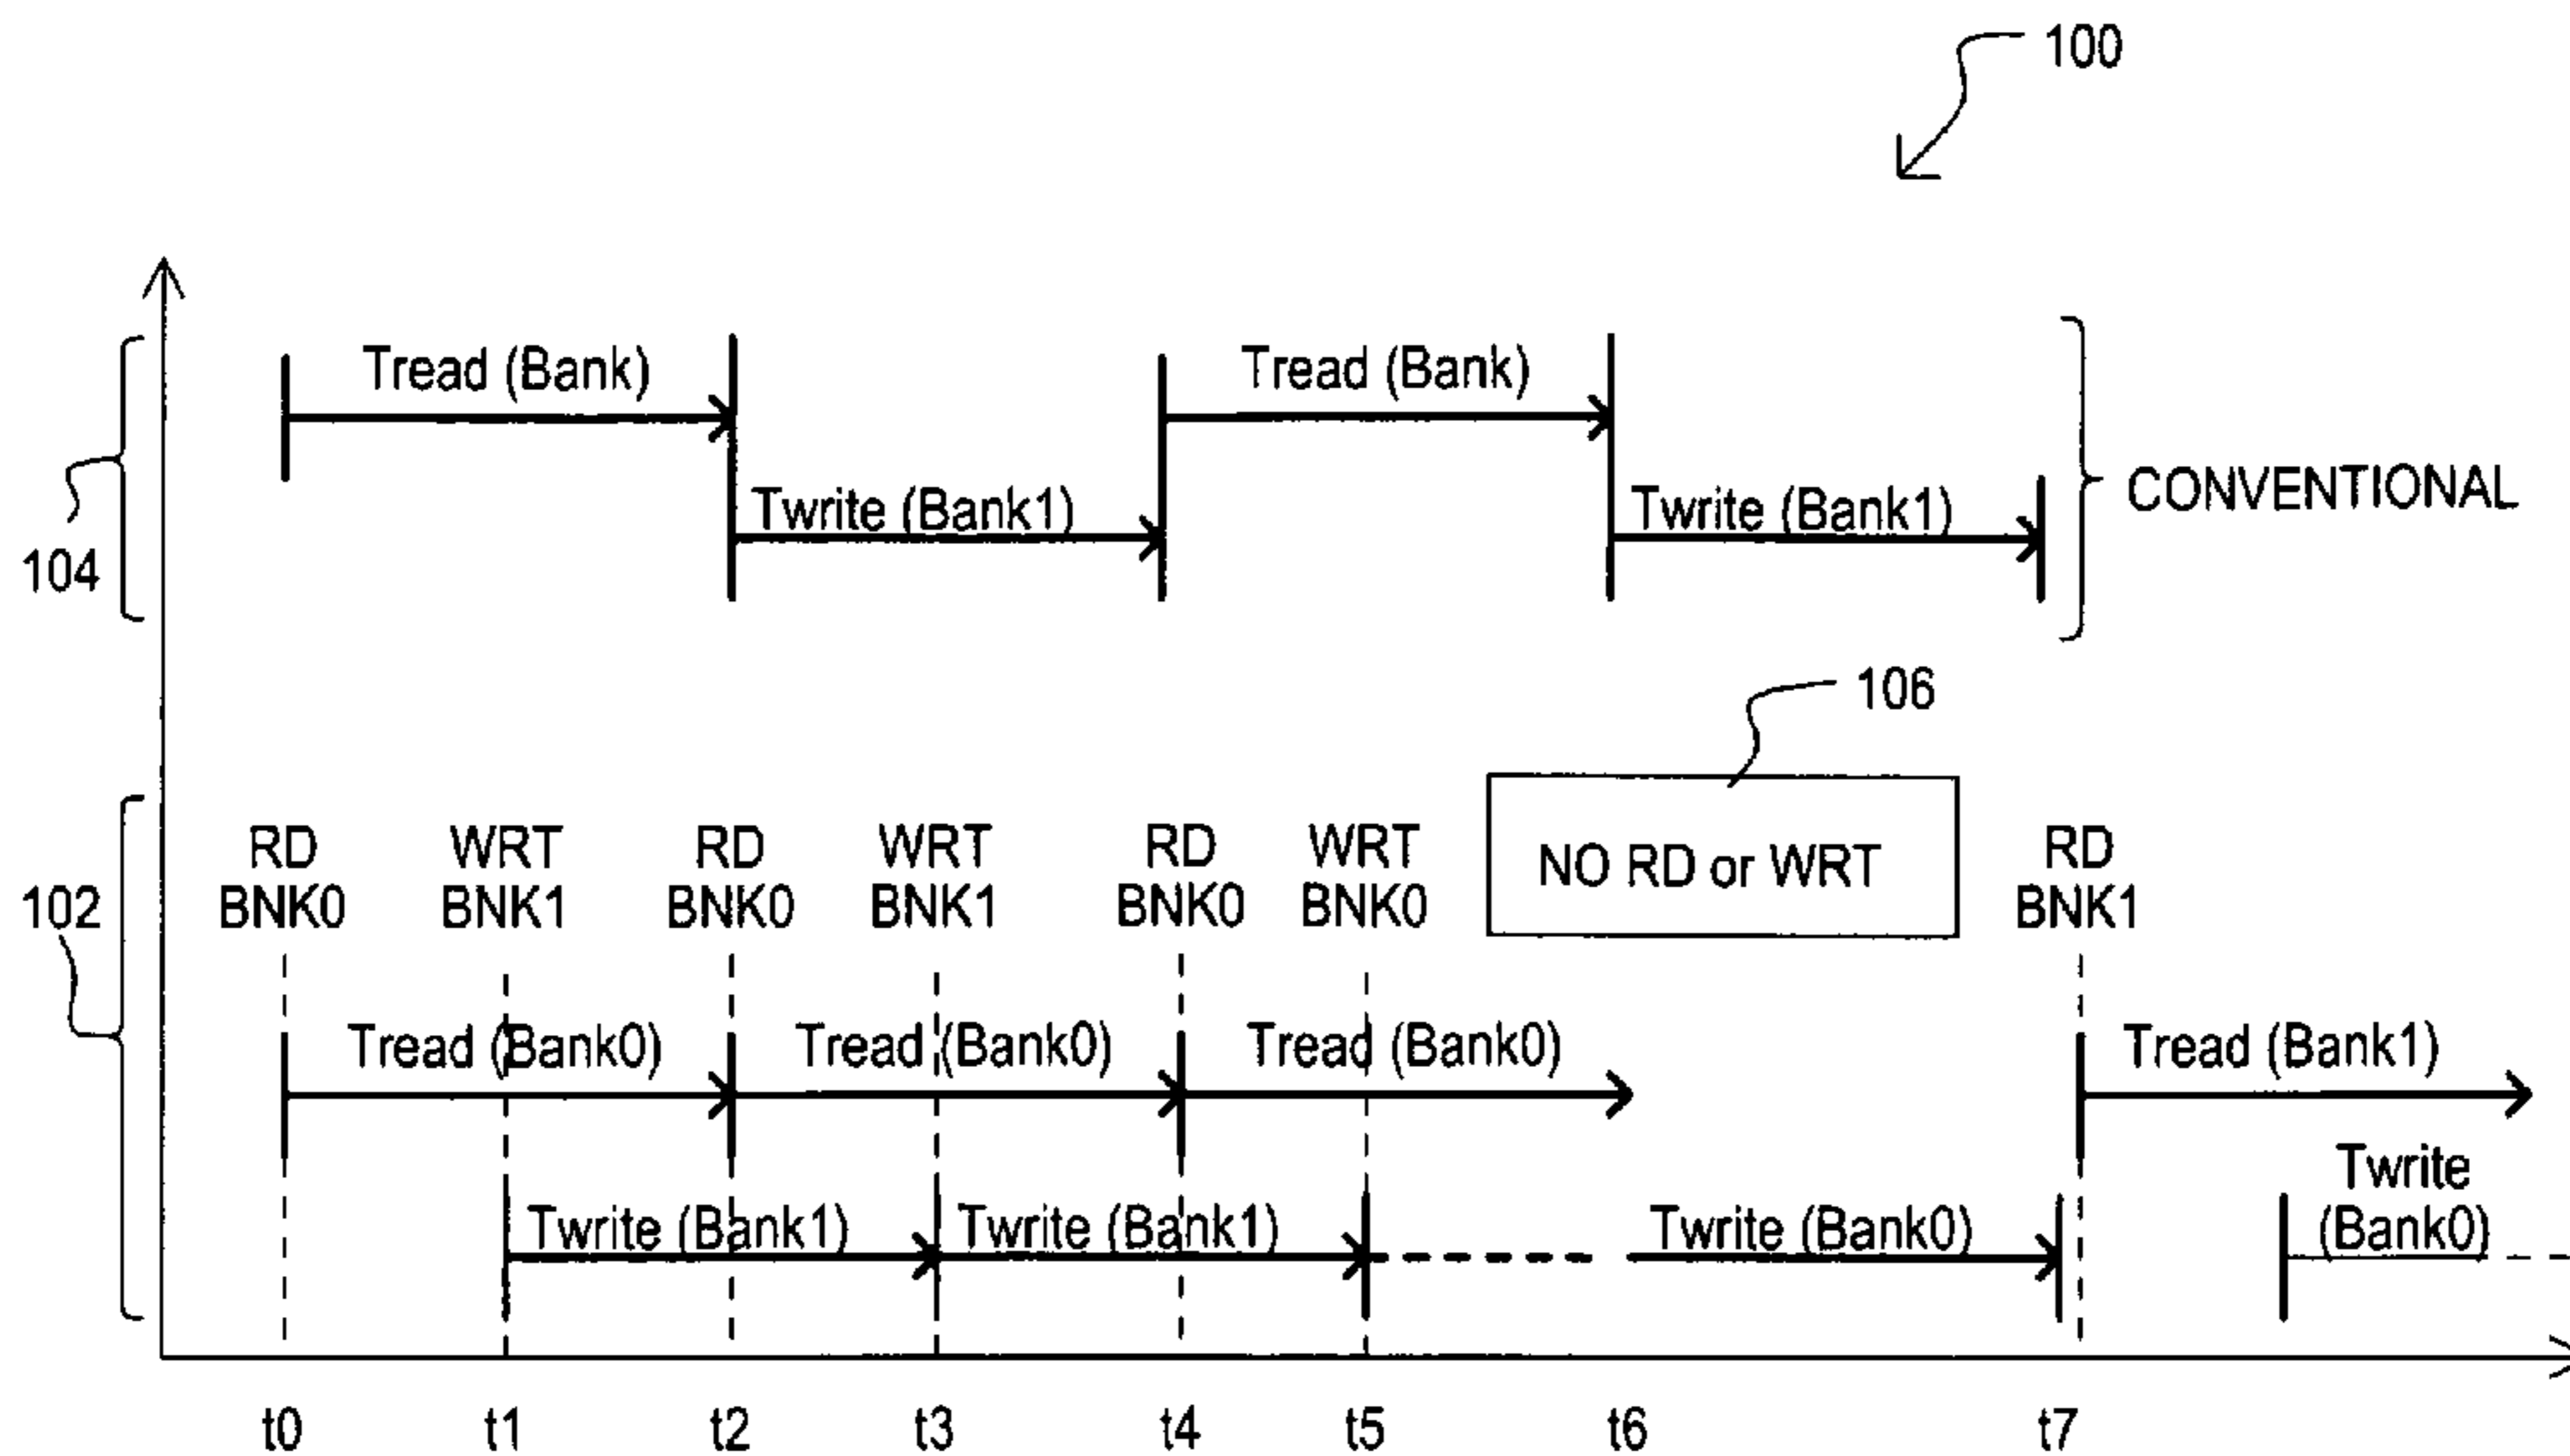 100
Tread (Bank)
Tread (Bank)
Twrite (Bank1)
Twrite (Bank1)
CONVENTIONAL
104
106
NO RD or WRT
RD
BNK0
WRT
BNK1
RD
BNK0
WRT
BNK1
RD
BNK0
WRT
BNK0
RD
BNK1
102
Tread (Bank0)
Tread (Bank0)
Tread (Bank0)
Tread (Bank1)
Twrite (Bank1)
Twrite (Bank1)
Twrite (Bank0)
Twrite
(Bank0)
t0 t1 t2 t3 t4 t5 t6 t7